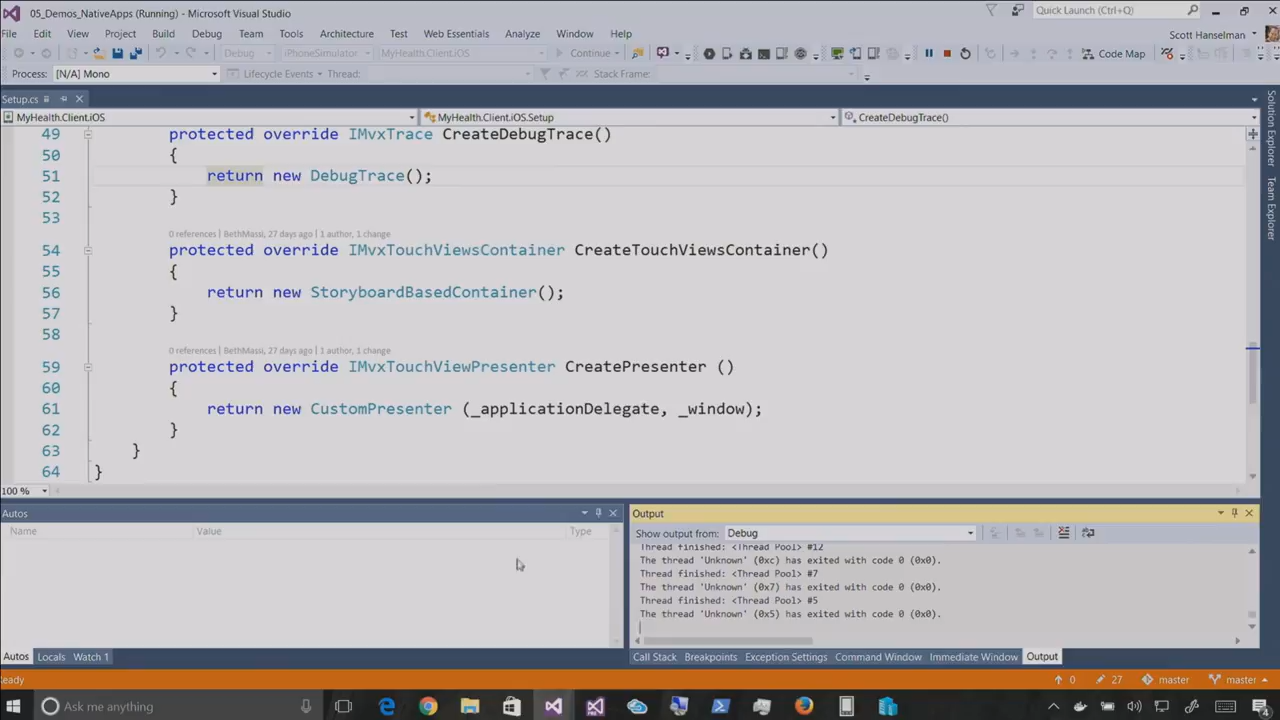 05_Demos_NativeApps (Running) - Microsoft Visual Studio
Quick Launch (Ctrl+Q)
File Edit View Project Build Debug Team Tools Architecture Test Web Essentials Analyze Window Help
Scott Hanselman
Debug iPhoneSimulator MyHealth.Client.iOS Continue Code Map
Process: [N/A] Mono Lifecycle Events Thread: Stack Frame:
Setup.cs
MyHealth.Client.iOS MyHealth.Client.iOS.Setup CreateDebugTrace()
49 protected override IMvxTrace CreateDebugTrace()
50 {
51 return new DebugTrace();
52 }
53
0 references | BethMassi, 27 days ago | 1 author, 1 change
54 protected override IMvxTouchViewsContainer CreateTouchViewsContainer()
55 {
56 return new StoryboardBasedContainer();
57 }
58
0 references | BethMassi, 27 days ago | 1 author, 1 change
59 protected override IMvxTouchViewPresenter CreatePresenter ()
60 {
61 return new CustomPresenter (_applicationDelegate, _window);
62 }
63 }
64 }
100 %
Autos
Name Value Type
Autos Locals Watch 1
Output
Show output from: Debug
Thread finished: <Thread Pool> #12
The thread 'Unknown' (0xc) has exited with code 0 (0x0).
Thread finished: <Thread Pool> #7
The thread 'Unknown' (0x7) has exited with code 0 (0x0).
Thread finished: <Thread Pool> #5
The thread 'Unknown' (0x5) has exited with code 0 (0x0).
Call Stack Breakpoints Exception Settings Command Window Immediate Window Output
Ready 0 27 master master
Ask me anything
Solution Explorer
Team Explorer